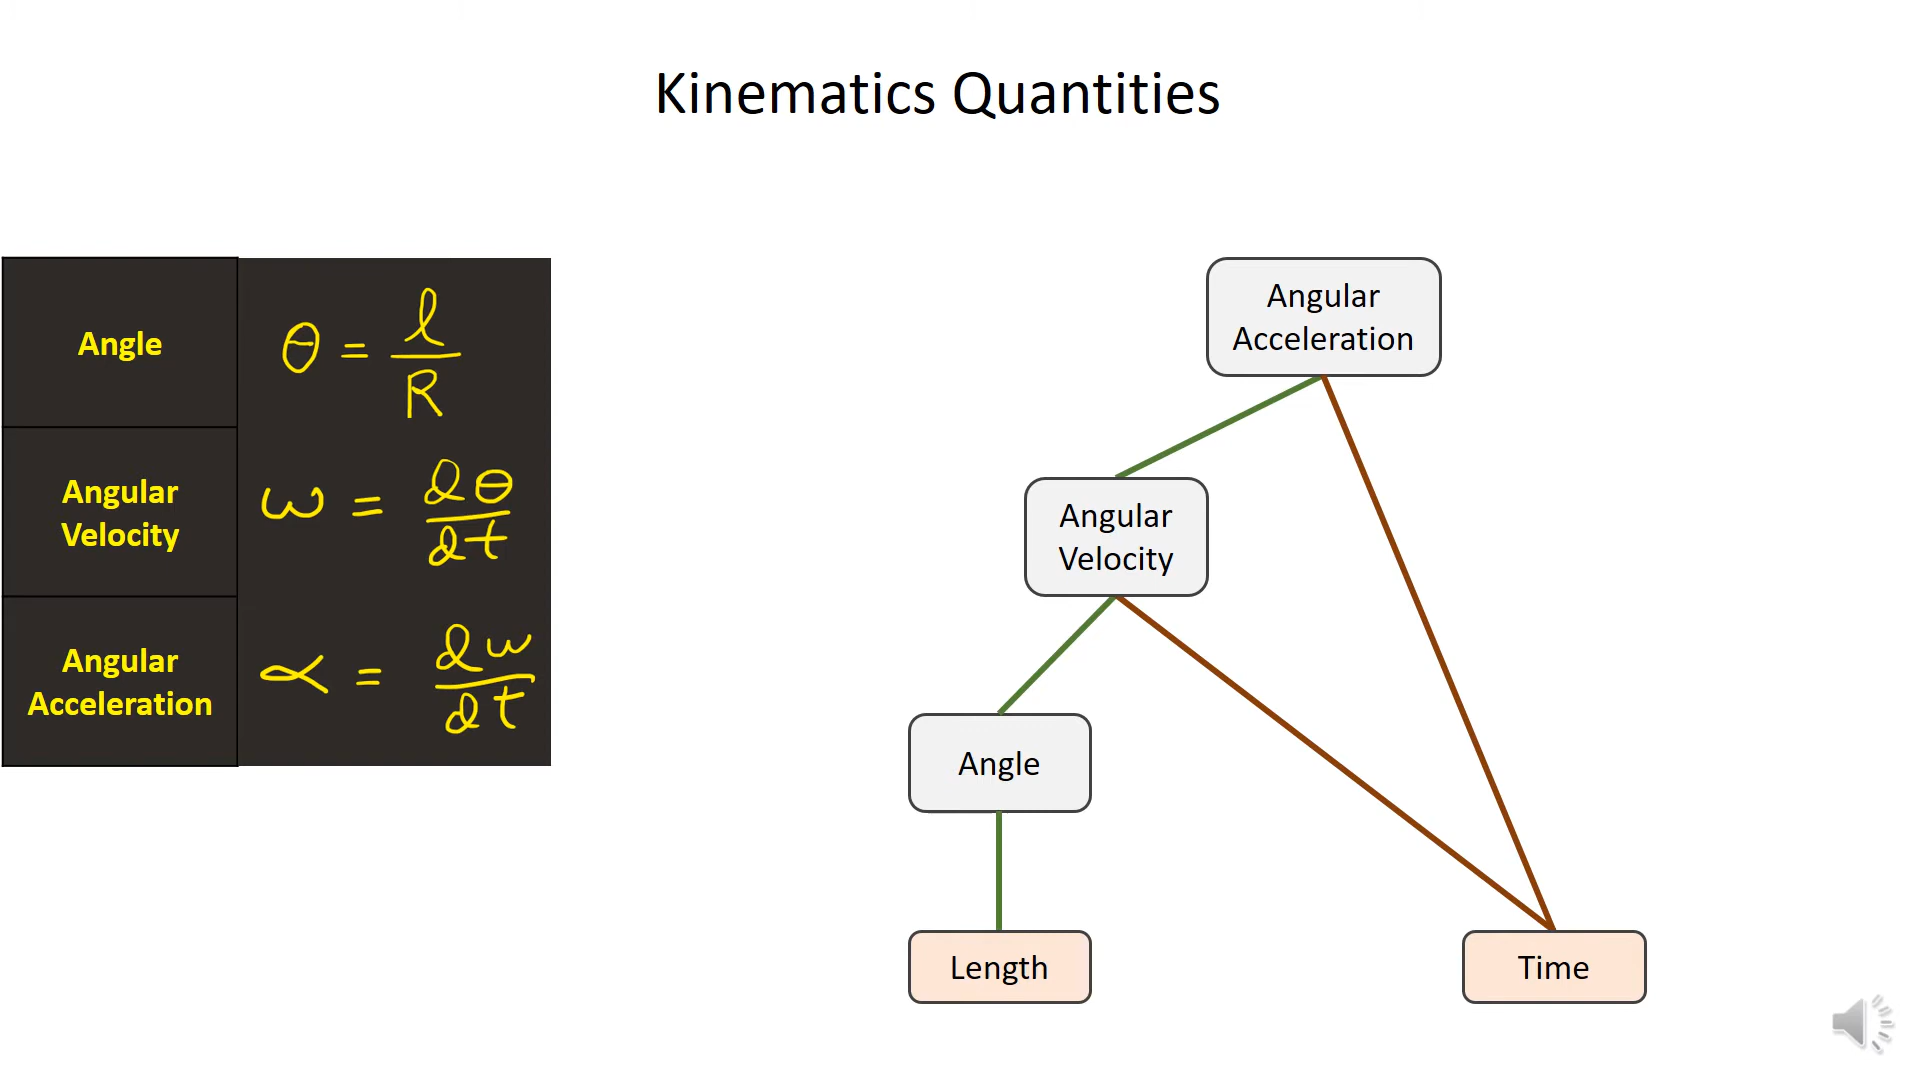 Kinematics Quantities
Angle
θ = l/R
Angular
Velocity
ω = dθ/dt
Angular
Acceleration
α = dω/dt
Angular
Acceleration
Angular
Velocity
Angle
Length
Time